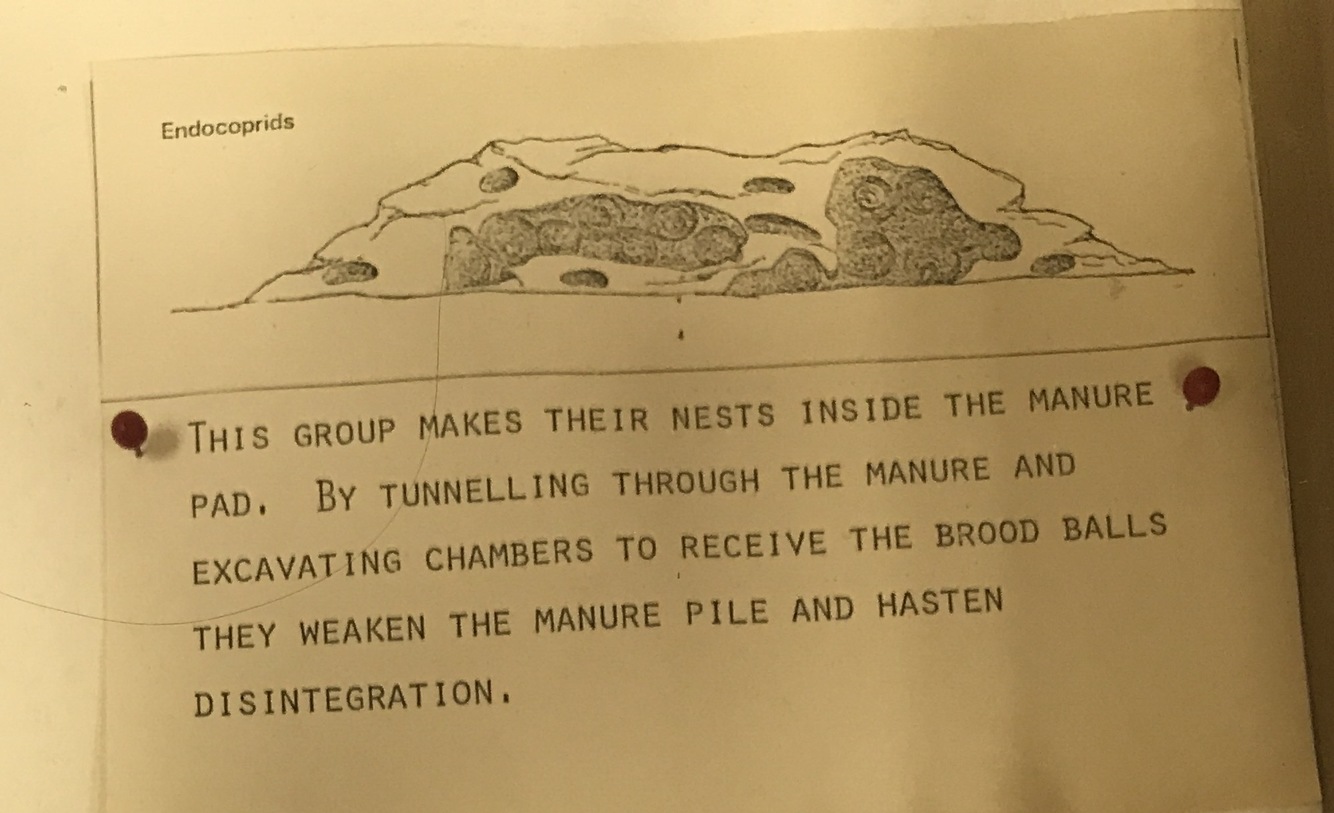 Endocoprids
THIS GROUP MAKES THEIR NESTS INSIDE THE MANURE
PAD. BY TUNNELLING THROUGH THE MANURE AND
EXCAVATING CHAMBERS TO RECEIVE THE BROOD BALLS
THEY WEAKEN THE MANURE PILE AND HASTEN
DISINTEGRATION.